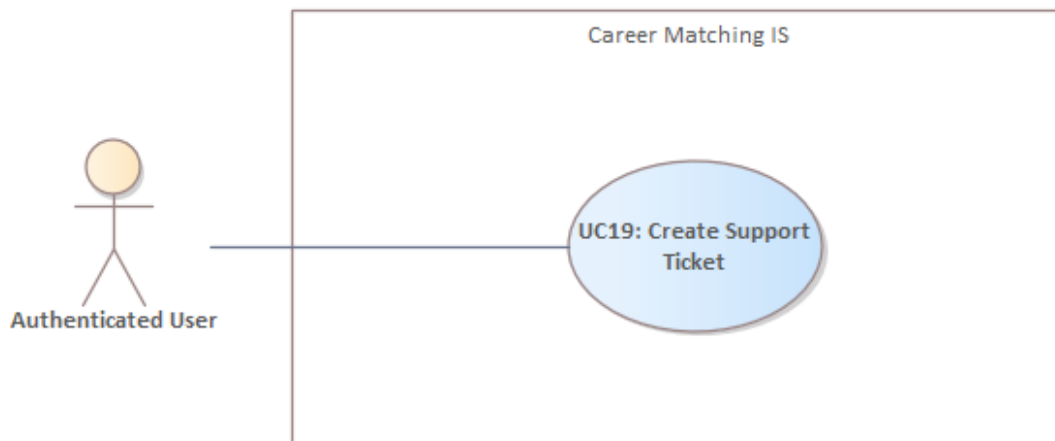 Career Matching IS
UC19: Create Support
Ticket
Authenticated User